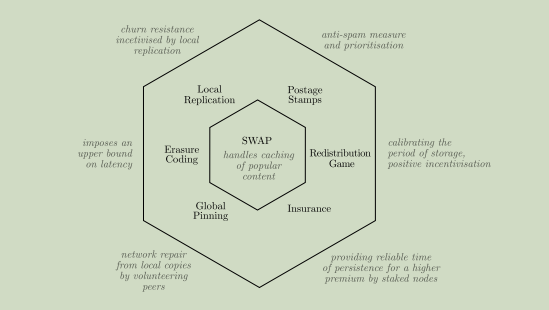 churn resistance
incetivised by local
replication
anti-spam measure
and prioritisation
Local
Replication
Postage
Stamps
imposes an
upper bound
on latency
Erasure
Coding
SWAP
handles caching
of popular
content
Redistribution
Game
calibrating the
period of storage,
positive incentivisation
Global
Pinning
Insurance
network repair
from local copies
by volunteering
peers
providing reliable time
of persistence for a higher
premium by staked nodes